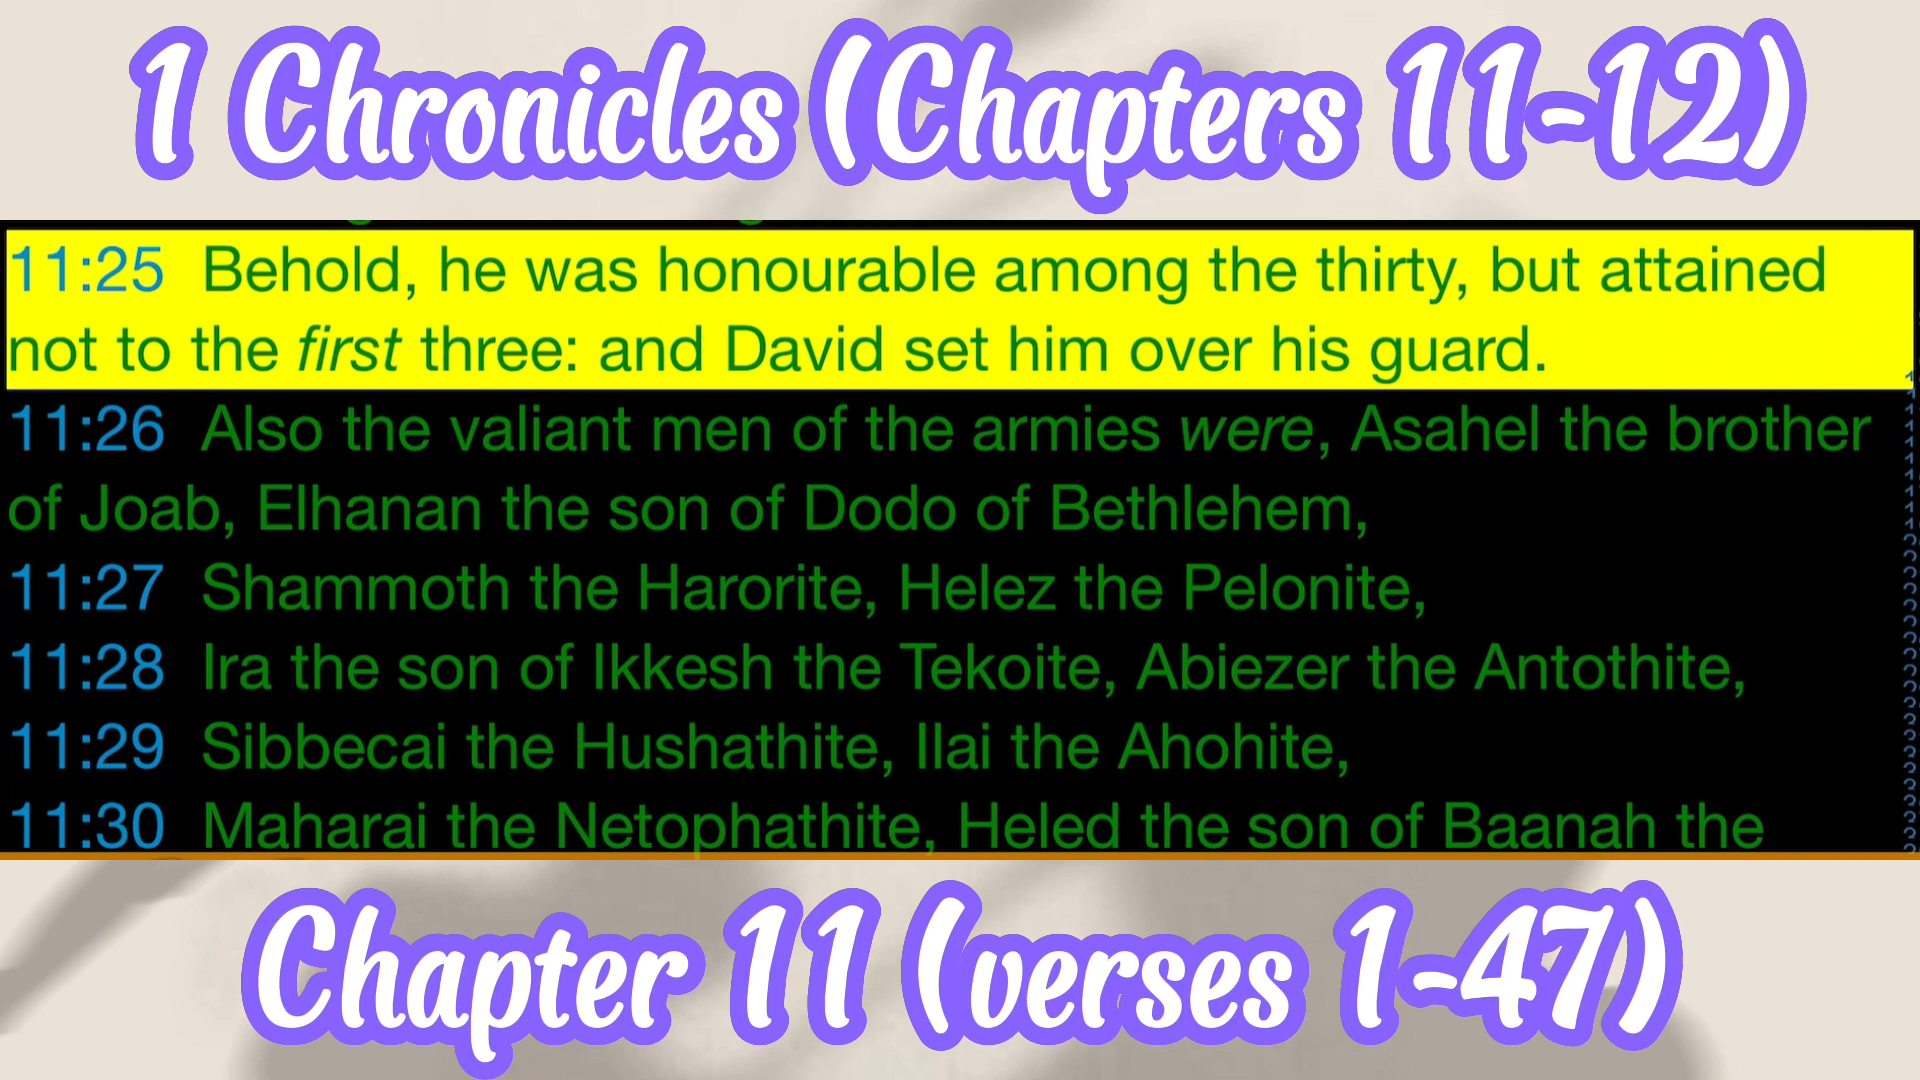 1 Chronicles (Chapters 11-12)
11:25 Behold, he was honourable among the thirty, but attained
not to the first three: and David set him over his guard.
11:26 Also the valiant men of the armies were, Asahel the brother
of Joab, Elhanan the son of Dodo of Bethlehem,
11:27 Shammoth the Harorite, Helez the Pelonite,
11:28 Ira the son of Ikkesh the Tekoite, Abiezer the Antothite,
11:29 Sibbecai the Hushathite, Ilai the Ahohite,
11:30 Maharai the Netophathite, Heled the son of Baanah the
Chapter 11 (verses 1-47)